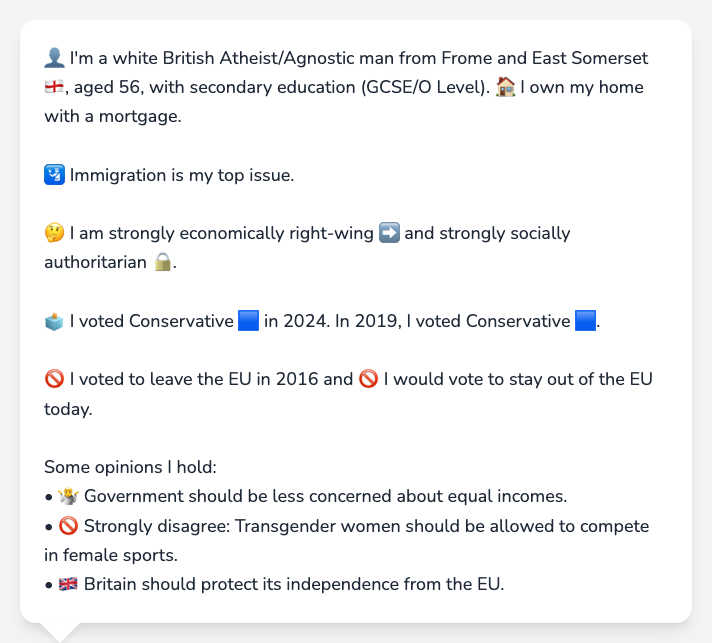 👤 I'm a white British Atheist/Agnostic man from Frome and East Somerset
🏴󠁧󠁢󠁥󠁮󠁧󠁿, aged 56, with secondary education (GCSE/O Level). 🏠 I own my home
with a mortgage.
🛂 Immigration is my top issue.
🤔 I am strongly economically right-wing ➡️ and strongly socially
authoritarian 🔒.
🗳️ I voted Conservative 🟦 in 2024. In 2019, I voted Conservative 🟦.
🚫 I voted to leave the EU in 2016 and 🚫 I would vote to stay out of the EU
today.
Some opinions I hold:
• 🤷 Government should be less concerned about equal incomes.
• 🚫 Strongly disagree: Transgender women should be allowed to compete
in female sports.
• 🇬🇧 Britain should protect its independence from the EU.